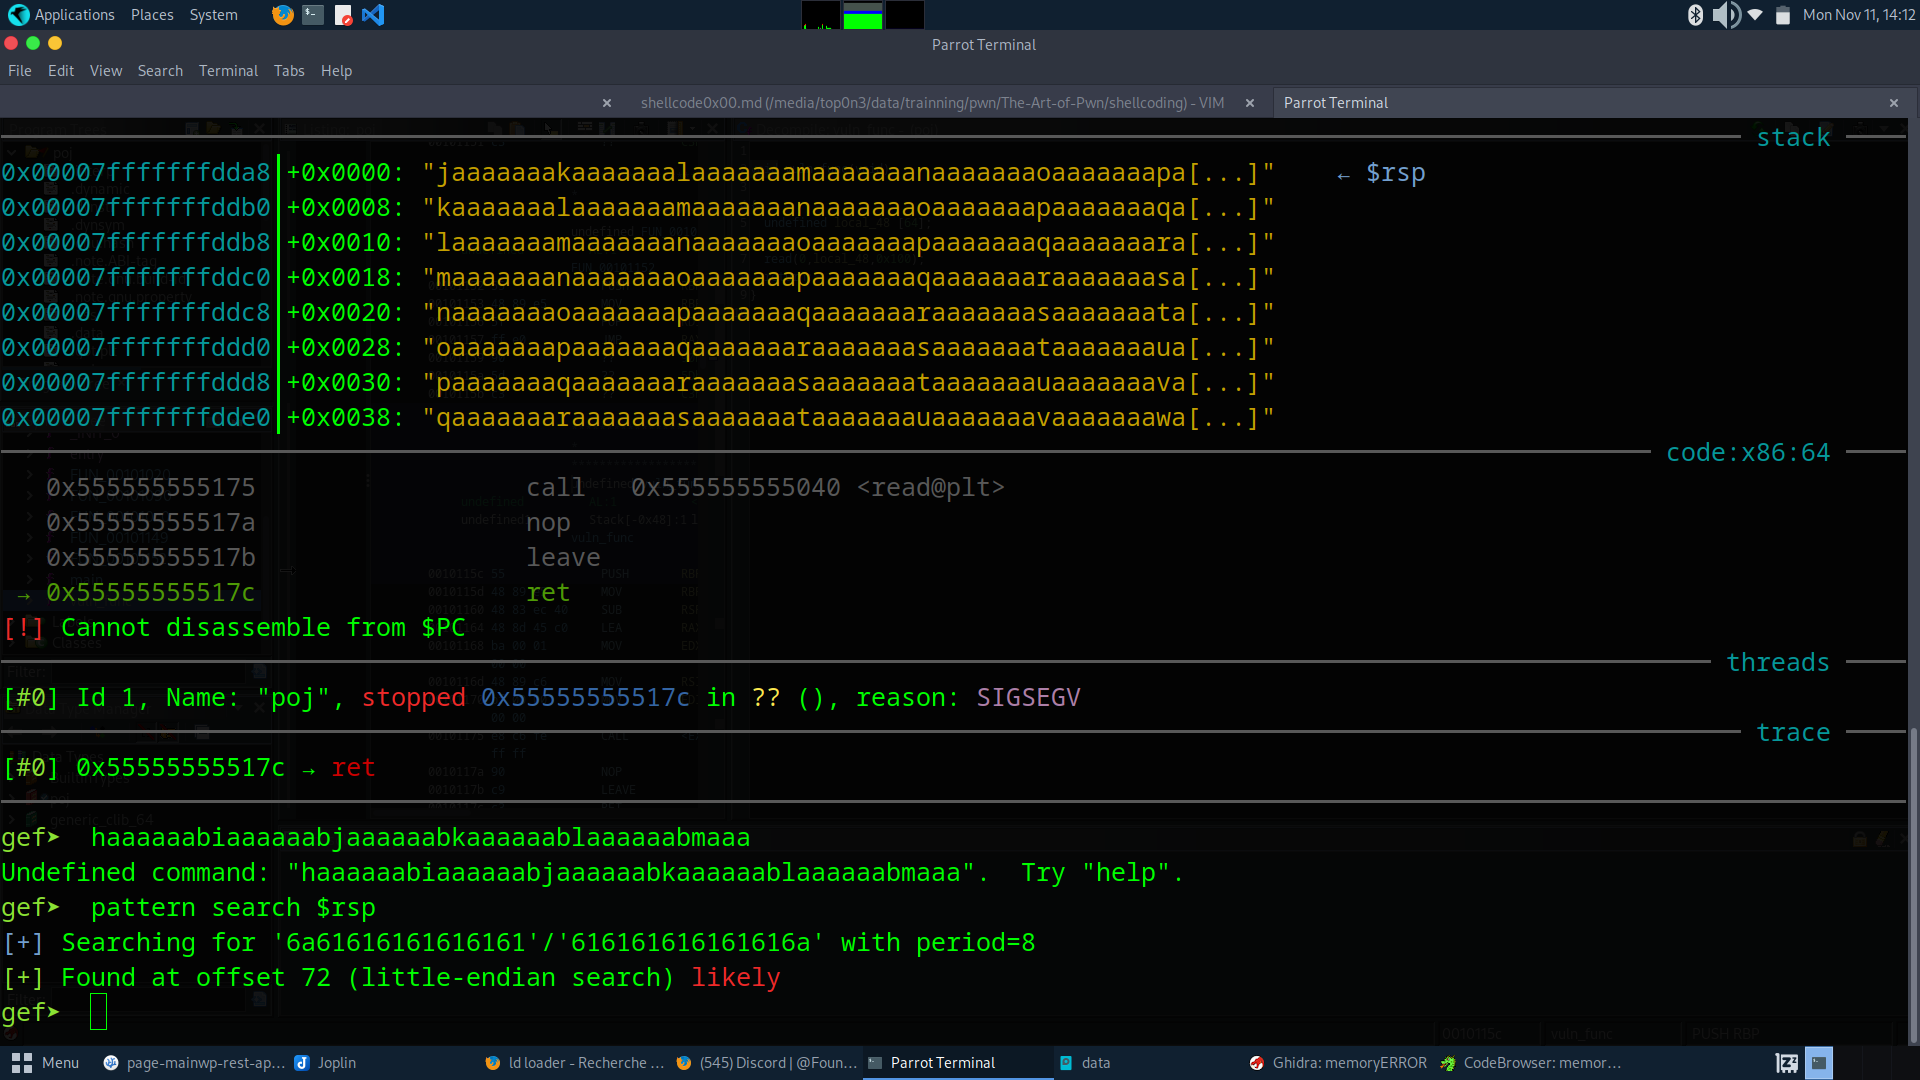 Applications Places System Mon Nov 11, 14:12
Parrot Terminal
File Edit View Search Terminal Tabs Help
× shellcode0x00.md (/media/top0n3/data/trainning/pwn/The-Art-of-Pwn/shellcoding) - VIM × Parrot Terminal ×
stack
0x00007fffffffdda8│+0x0000: "jaaaaaaakaaaaaaalaaaaaaamaaaaaaanaaaaaaaoaaaaaaapa[...]" ← $rsp
0x00007fffffffddb0│+0x0008: "kaaaaaaalaaaaaaamaaaaaaanaaaaaaaoaaaaaaapaaaaaaaqa[...]"
0x00007fffffffddb8│+0x0010: "laaaaaaamaaaaaaanaaaaaaaoaaaaaaapaaaaaaaqaaaaaaara[...]"
0x00007fffffffddc0│+0x0018: "maaaaaaanaaaaaaaoaaaaaaapaaaaaaaqaaaaaaaraaaaaaasa[...]"
0x00007fffffffddc8│+0x0020: "naaaaaaaoaaaaaaapaaaaaaaqaaaaaaaraaaaaaasaaaaaaata[...]"
0x00007fffffffddd0│+0x0028: "oaaaaaaapaaaaaaaqaaaaaaaraaaaaaasaaaaaaataaaaaaaua[...]"
0x00007fffffffddd8│+0x0030: "paaaaaaaqaaaaaaaraaaaaaasaaaaaaataaaaaaauaaaaaaava[...]"
0x00007fffffffdde0│+0x0038: "qaaaaaaaraaaaaaasaaaaaaataaaaaaauaaaaaaavaaaaaaawa[...]"
code:x86:64
0x555555555175 call 0x555555555040 <read@plt>
0x55555555517a nop
0x55555555517b leave
→ 0x55555555517c ret
[!] Cannot disassemble from $PC
threads
[#0] Id 1, Name: "poj", stopped 0x55555555517c in ?? (), reason: SIGSEGV
trace
[#0] 0x55555555517c → ret
gef➤ haaaaaabiaaaaaabjaaaaaabkaaaaaablaaaaaabmaaa
Undefined command: "haaaaaabiaaaaaabjaaaaaabkaaaaaablaaaaaabmaaa". Try "help".
gef➤ pattern search $rsp
[+] Searching for '6a61616161616161'/'616161616161616a' with period=8
[+] Found at offset 72 (little-endian search) likely
gef➤
Menu page-mainwp-rest-ap... Joplin ld loader - Recherche ... (545) Discord | @Foun... Parrot Terminal data Ghidra: memoryERROR CodeBrowser: memor...